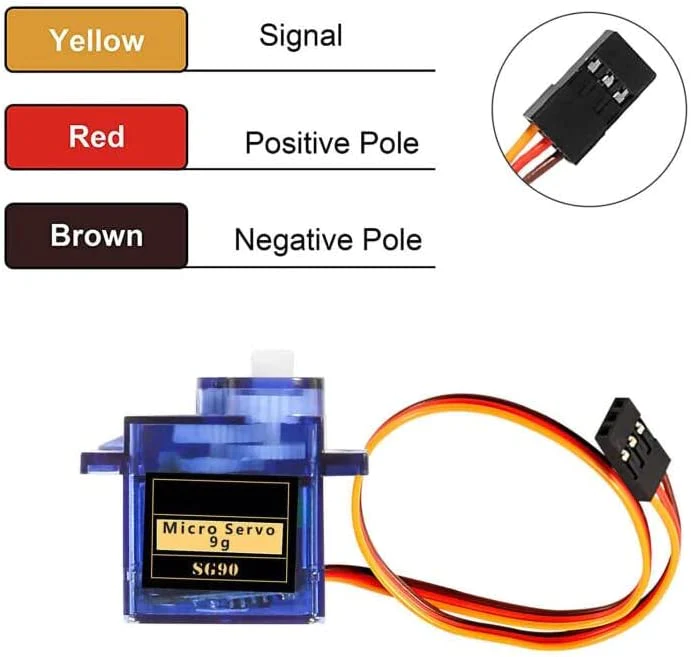 Yellow
Signal
Red
Positive Pole
Brown
Negative Pole
Micro Servo
9g
SG90